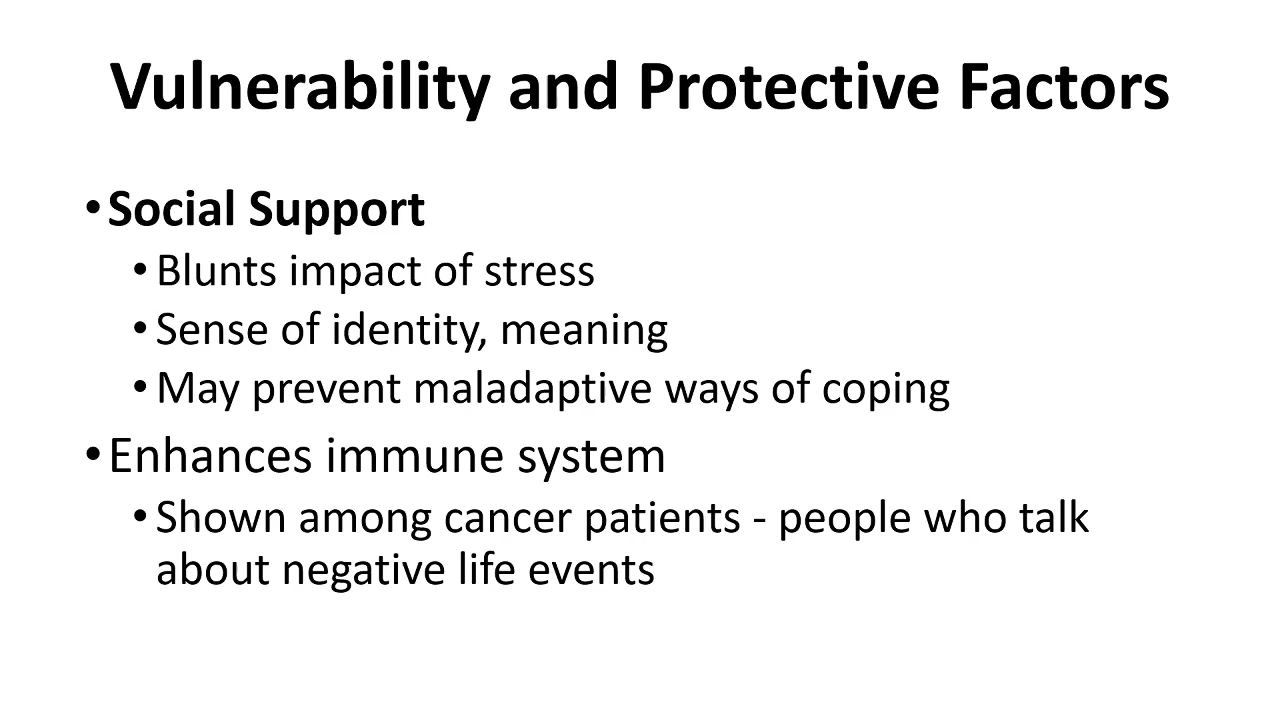 Vulnerability and Protective Factors
•Social Support
•Blunts impact of stress
•Sense of identity, meaning
•May prevent maladaptive ways of coping
•Enhances immune system
•Shown among cancer patients - people who talk
about negative life events